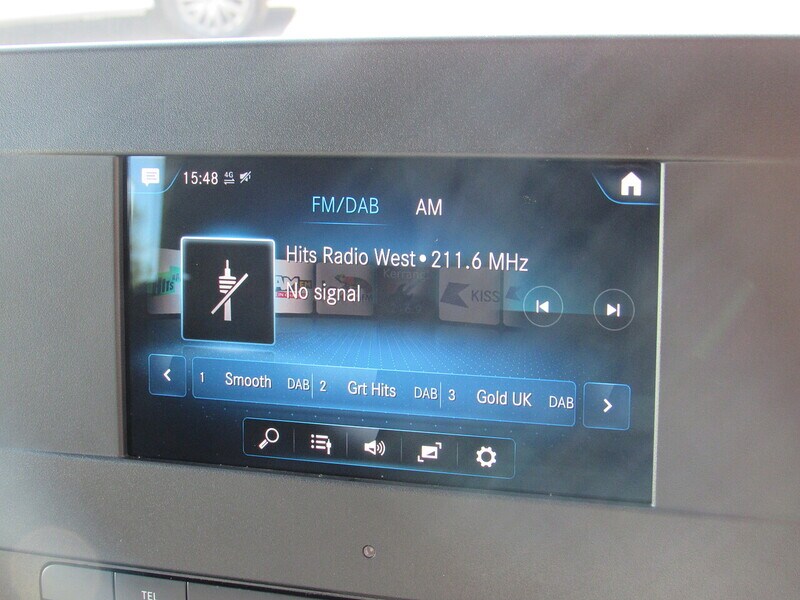 15:48 4G
FM/DAB AM
Hits Radio West • 211.6 MHz
No signal
KISS
1 Smooth DAB 2 Grt Hits DAB 3 Gold UK DAB
TEL